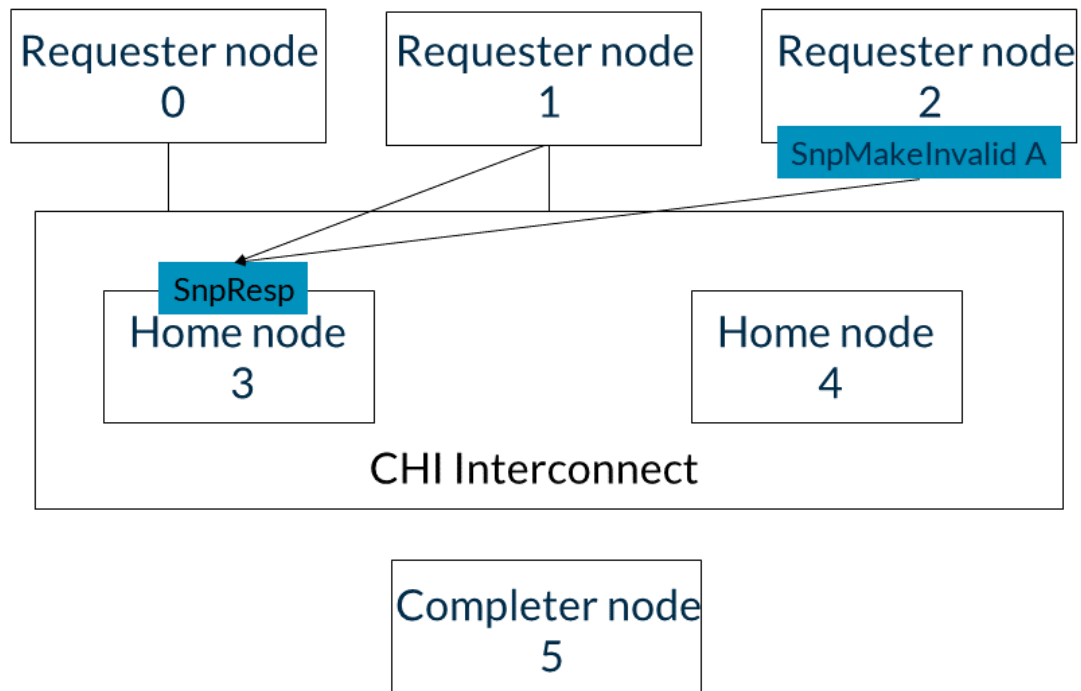 Requester node
0
Requester node
1
Requester node
2
SnpMakeInvalid A
SnpResp
Home node
3
Home node
4
CHI Interconnect
Completer node
5